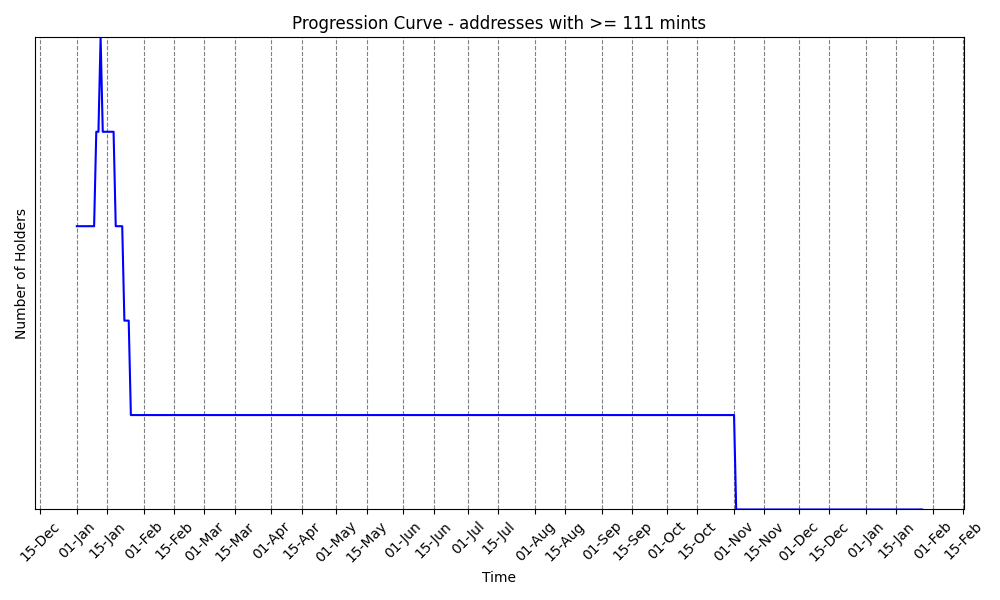 Progression Curve - addresses with >= 111 mints
Number of Holders
15-Dec
01-Jan
15-Jan
01-Feb
15-Feb
01-Mar
15-Mar
01-Apr
15-Apr
01-May
15-May
01-Jun
15-Jun
01-Jul
15-Jul
01-Aug
15-Aug
01-Sep
15-Sep
01-Oct
15-Oct
01-Nov
15-Nov
01-Dec
15-Dec
01-Jan
15-Jan
01-Feb
15-Feb
Time